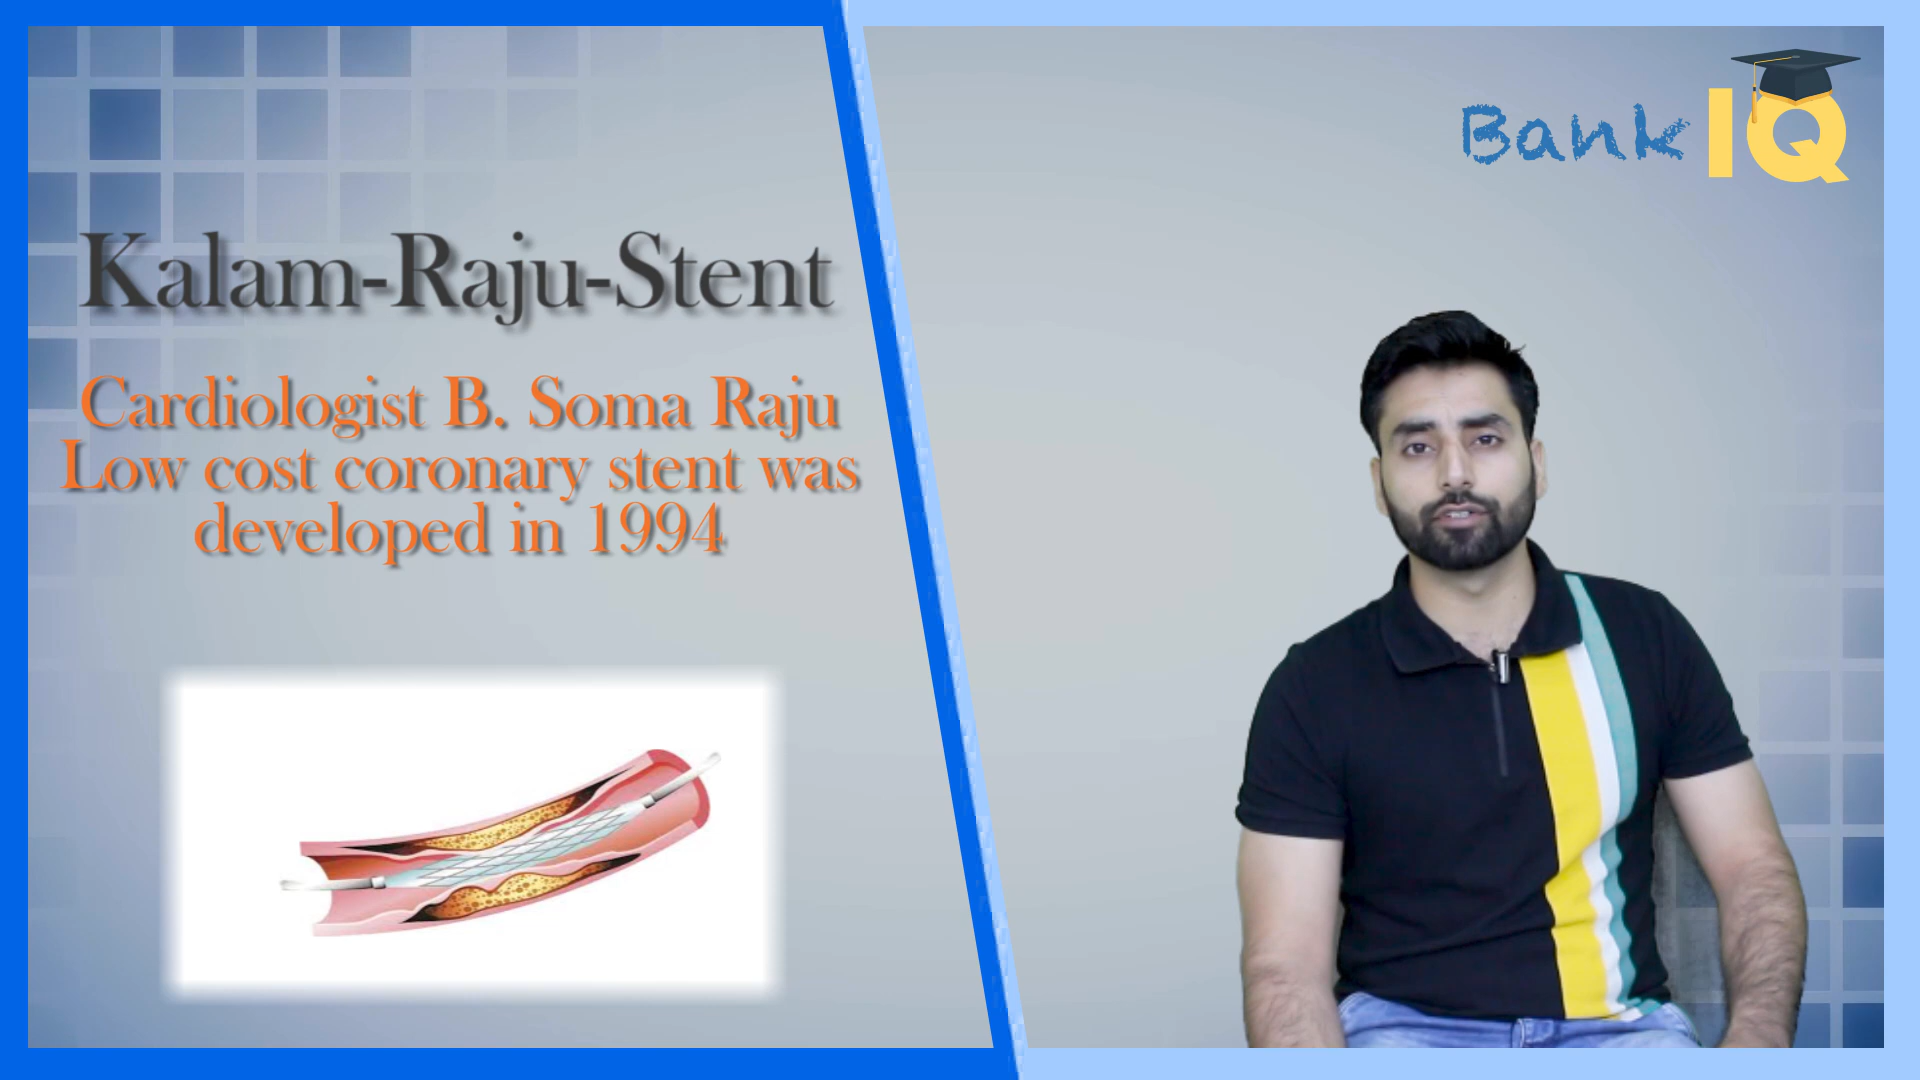 Bank IQ
Kalam-Raju-Stent
Cardiologist B. Soma Raju
Low cost coronary stent was
developed in 1994